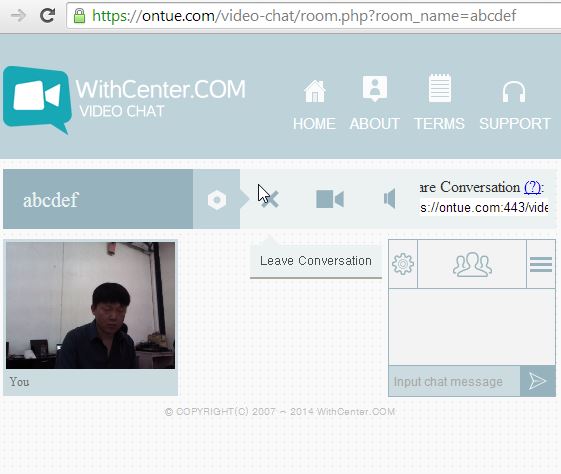 https://ontue.com/video-chat/room.php?room_name=abcdef
WithCenter.COM
VIDEO CHAT
HOME
ABOUT
TERMS
SUPPORT
abcdef
are Conversation (?):
s://ontue.com:443/vide
Leave Conversation
You
Input chat message
© COPYRIGHT(C) 2007 ~ 2014 WithCenter.COM